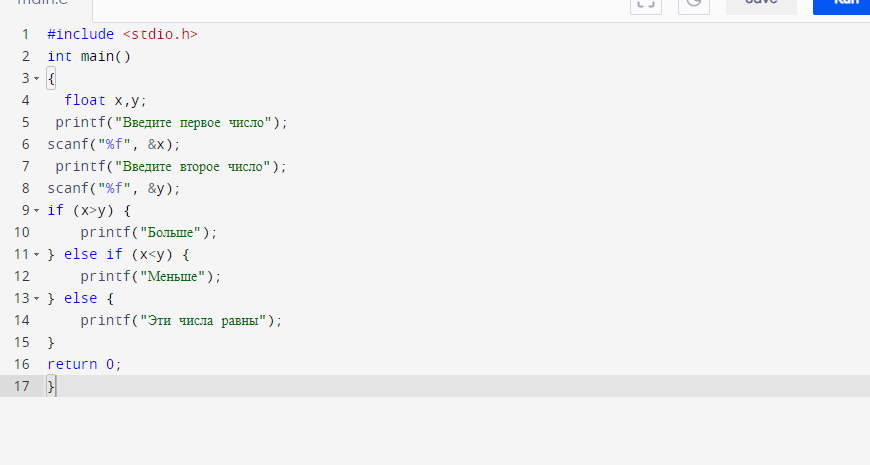 main.c
Save
Run
1 #include <stdio.h>
2 int main()
3 {
4 float x,y;
5 printf("Введите первое число");
6 scanf("%f", &x);
7 printf("Введите второе число");
8 scanf("%f", &y);
9 if (x>y) {
10 printf("Больше");
11 } else if (x<y) {
12 printf("Меньше");
13 } else {
14 printf("Эти числа равны");
15 }
16 return 0;
17 }